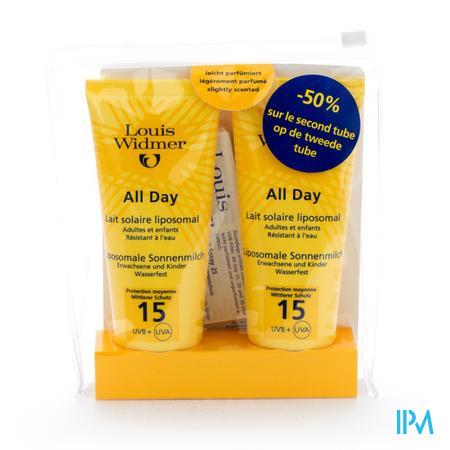 leicht parfümiert
légèrement parfumé
slightly scented
-50%
sur le second tube
op de tweede
tube
Louis
Widmer
All Day
Lait solaire liposomal
Adultes et enfants
Résistant à l'eau
Liposomale Sonnenmilch
Erwachsene und Kinder
Wasserfest
Protection moyenne
Mittlerer Schutz
15
UVB + UVA
Louis
All Day
Lait solaire liposomal
Adultes et enfants
Résistant à l'eau
Liposomale Sonnenmilch
Erwachsene und Kinder
Wasserfest
Protection moyenne
Mittlerer Schutz
15
UVB + UVA
IPM